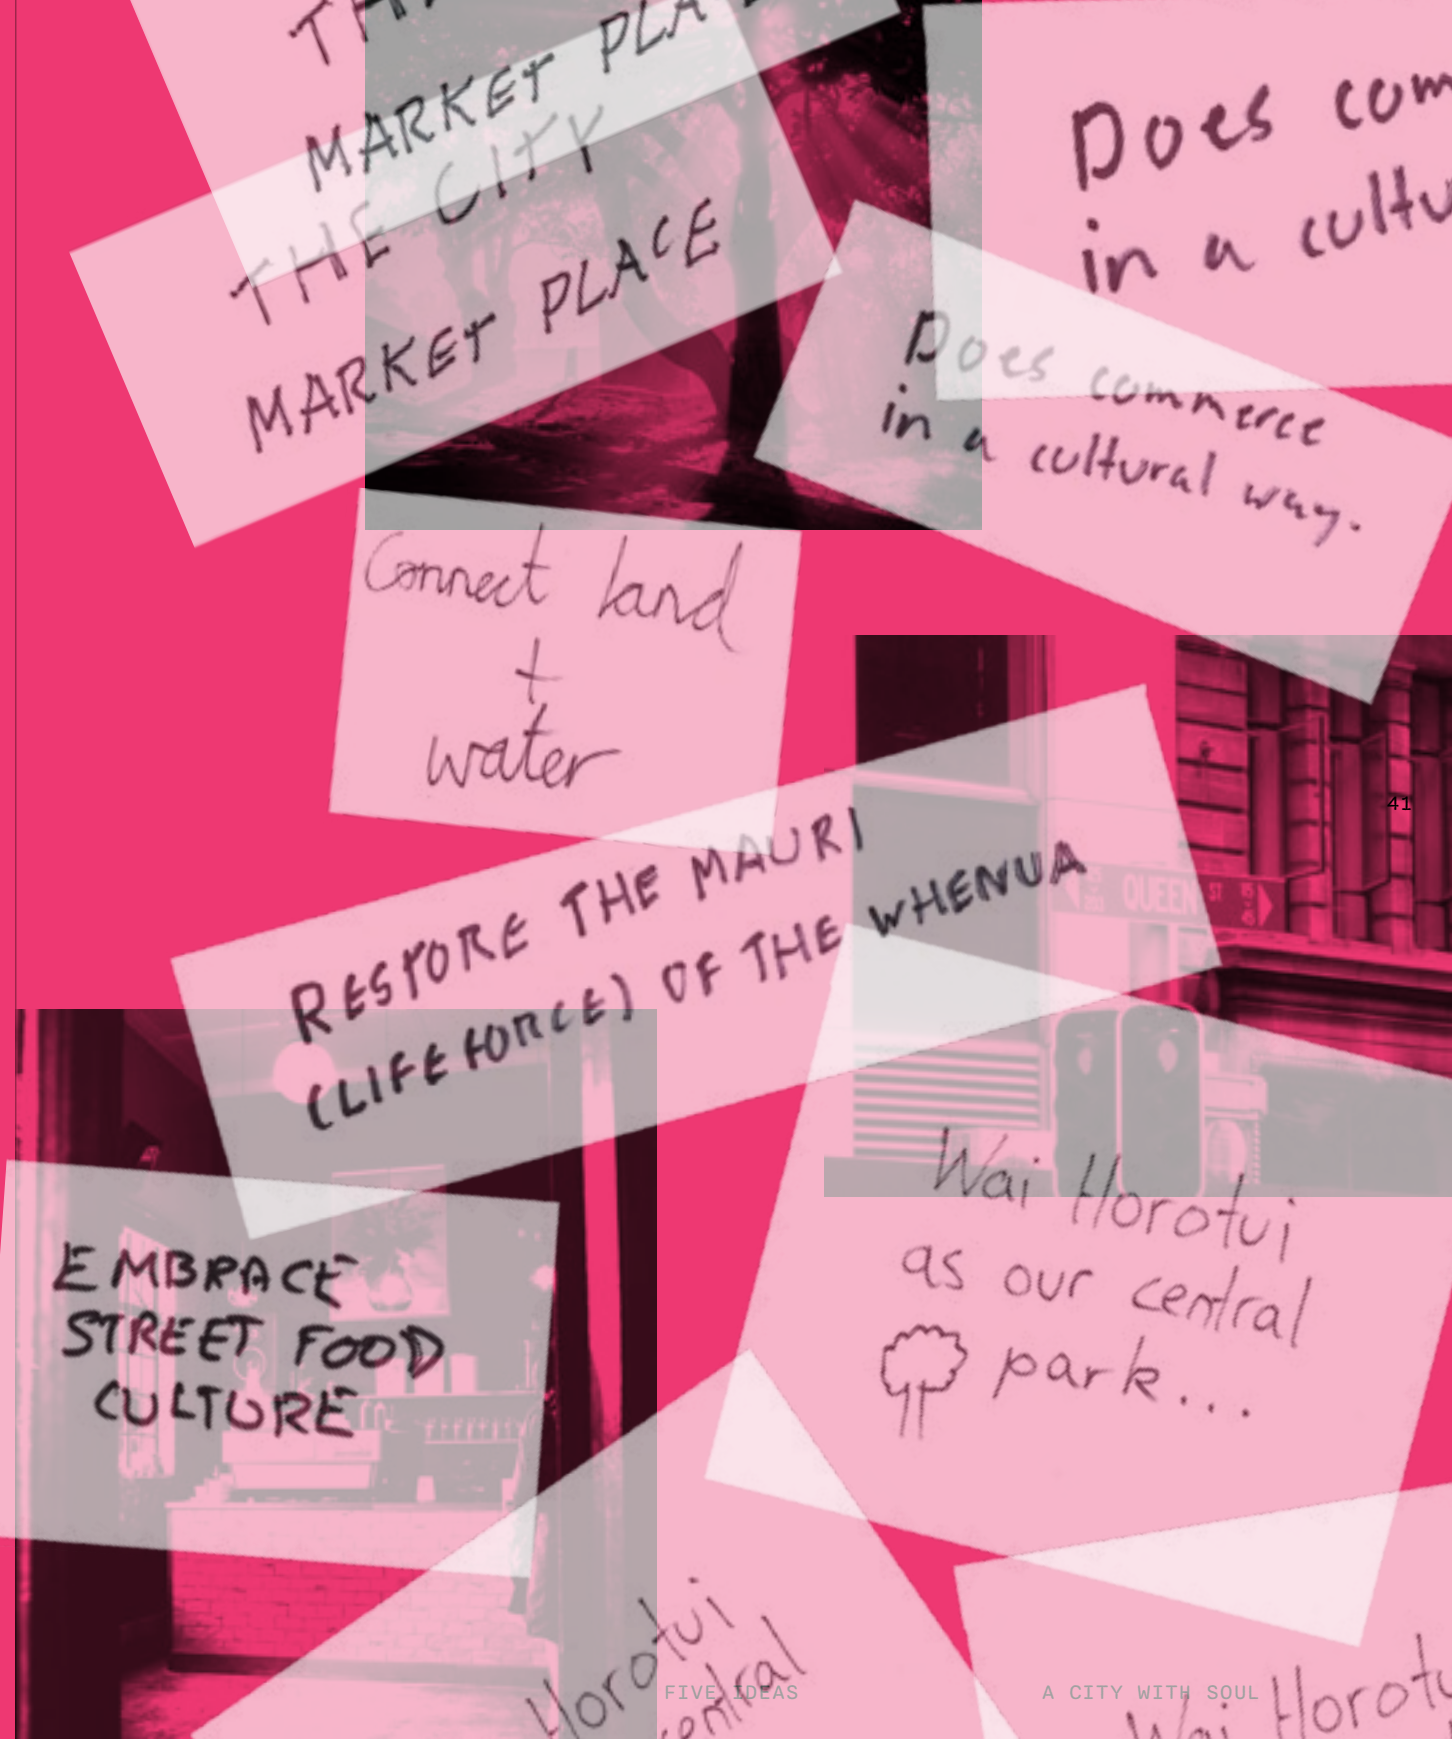 MARKET PLA
THE CITY
MARKET PLACE
Does com
in a cultu
Does commerce
in a cultural way.
Connect land
+
water
41
RESTORE THE MAURI
(LIFE FORCE) OF THE WHENUA
QUEEN ST
Wai Horotui
as our central
park...
EMBRACE
STREET FOOD
CULTURE
Horotui
central
Wai Horotu
FIVE IDEAS
A CITY WITH SOUL